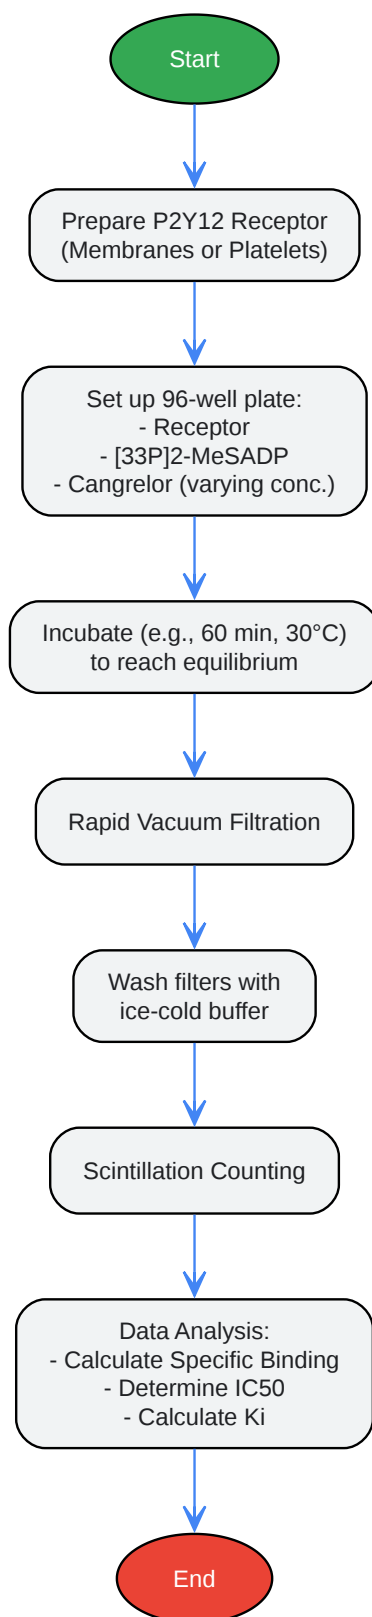 Start
Prepare P2Y12 Receptor
(Membranes or Platelets)
Set up 96-well plate:
- Receptor
- [33P]2-MeSADP
- Cangrelor (varying conc.)
Incubate (e.g., 60 min, 30°C)
to reach equilibrium
Rapid Vacuum Filtration
Wash filters with
ice-cold buffer
Scintillation Counting
Data Analysis:
- Calculate Specific Binding
- Determine IC50
- Calculate Ki
End